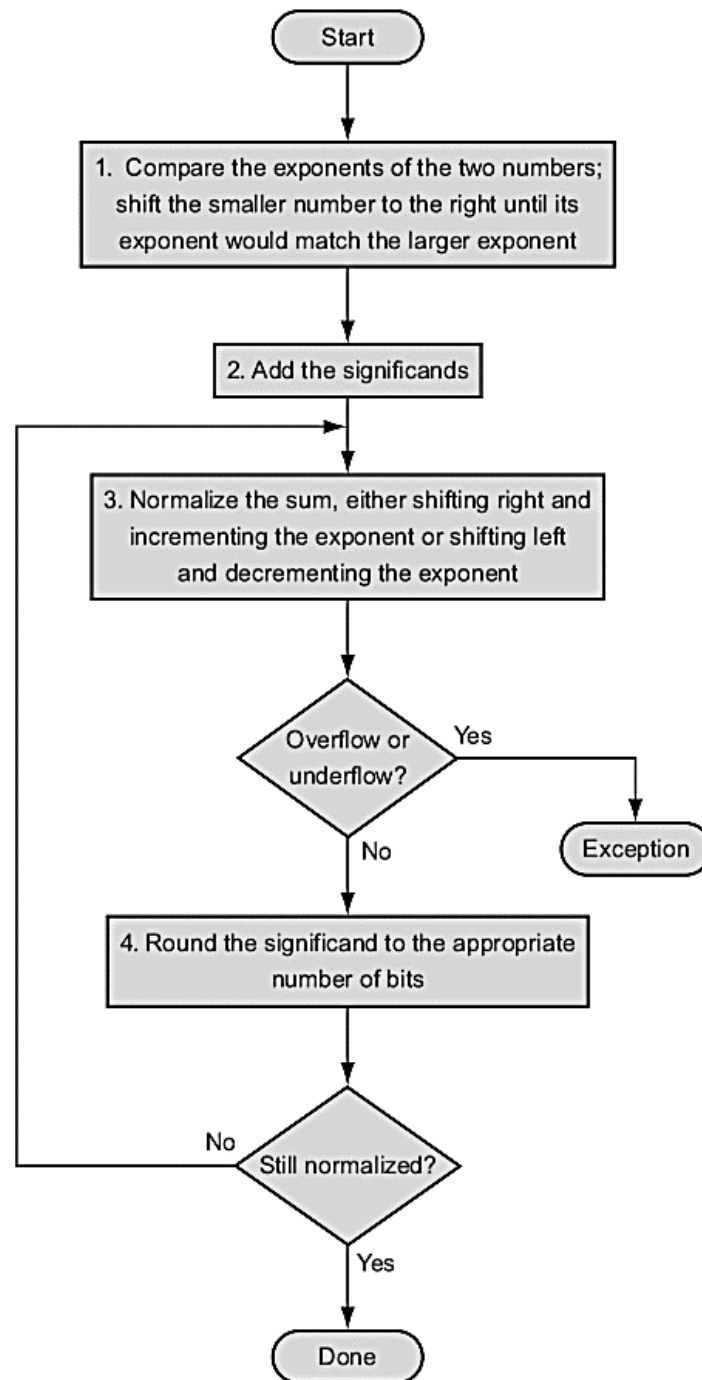 Start
1. Compare the exponents of the two numbers;
shift the smaller number to the right until its
exponent would match the larger exponent
2. Add the significands
3. Normalize the sum, either shifting right and
incrementing the exponent or shifting left
and decrementing the exponent
Overflow or
underflow?
Yes
No
Exception
4. Round the significand to the appropriate
number of bits
No
Still normalized?
Yes
Done